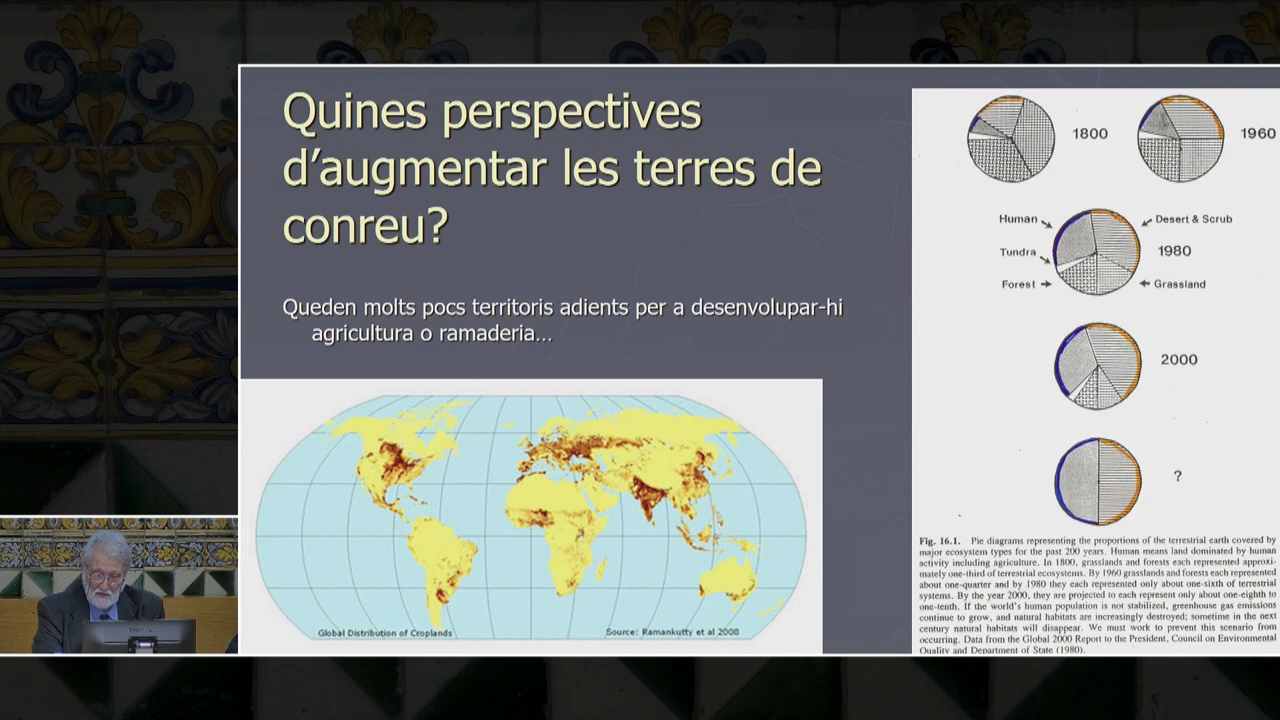 Quines perspectives
d’augmentar les terres de
conreu?
Queden molts pocs territoris adients per a desenvolupar-hi
agricultura o ramaderia...
Global Distribution of Croplands
Source: Ramankutty et al 2008
1800
1960
Human
Desert & Scrub
Tundra
1980
Forest
Grassland
2000
?
Fig. 16.1. Pie diagrams representing the proportions of the terrestrial earth covered by
major ecosystem types for the past 200 years. Human means land dominated by human
activity including agriculture. In 1800, grasslands and forests each represented approxi-
mately one-third of terrestrial ecosystems. By 1960 grasslands and forests each represented
about one-quarter and by 1980 they each represented only about one-sixth of terrestrial
systems. By the year 2000, they are projected to each represent only about one-eighth to
one-tenth. If the world's human population is not stabilized, greenhouse gas emissions
continue to grow, and natural habitats are increasingly destroyed; sometime in the next
century natural habitats will disappear. We must work to prevent this scenario from
occurring. Data from the Global 2000 Report to the President, Council on Environmental
Quality and Department of State (1980).